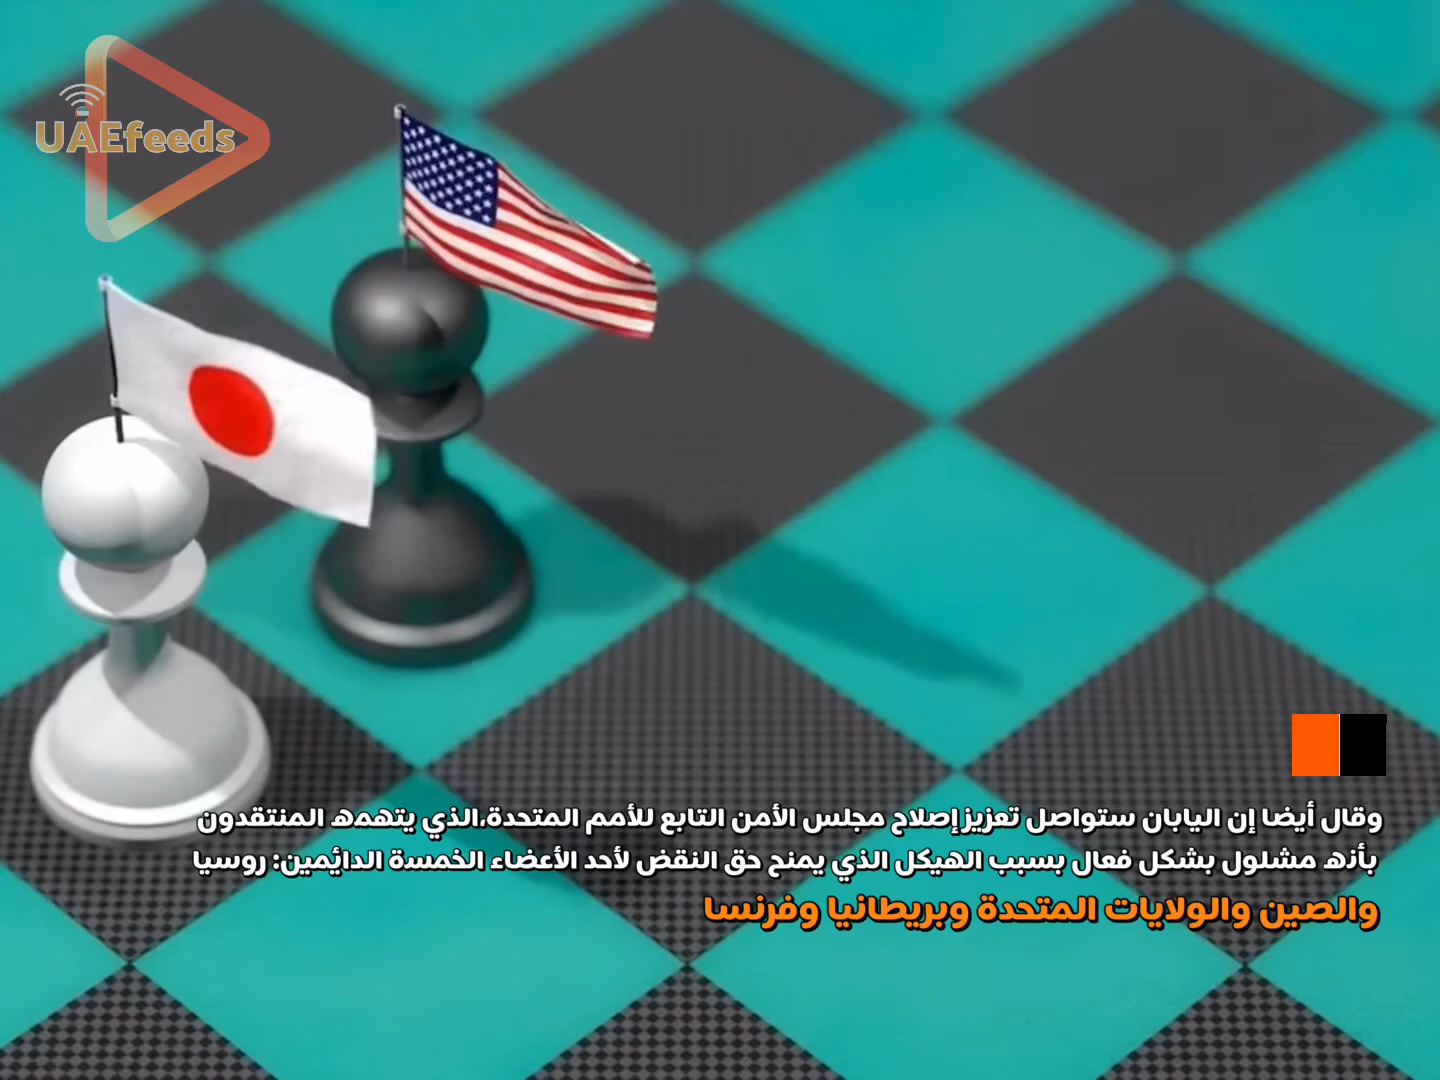 UAEfeeds
وقال أيضا إن اليابان ستواصل تعزيز إصلاح مجلس الأمن التابع للأمم المتحدة،الذي يتهمه المنتقدون
بأنه مشلول بشكل فعال بسبب الهيكل الذي يمنح حق النقض لأحد الأعضاء الخمسة الدائمين: روسيا
والصين والولايات المتحدة وبريطانيا وفرنسا